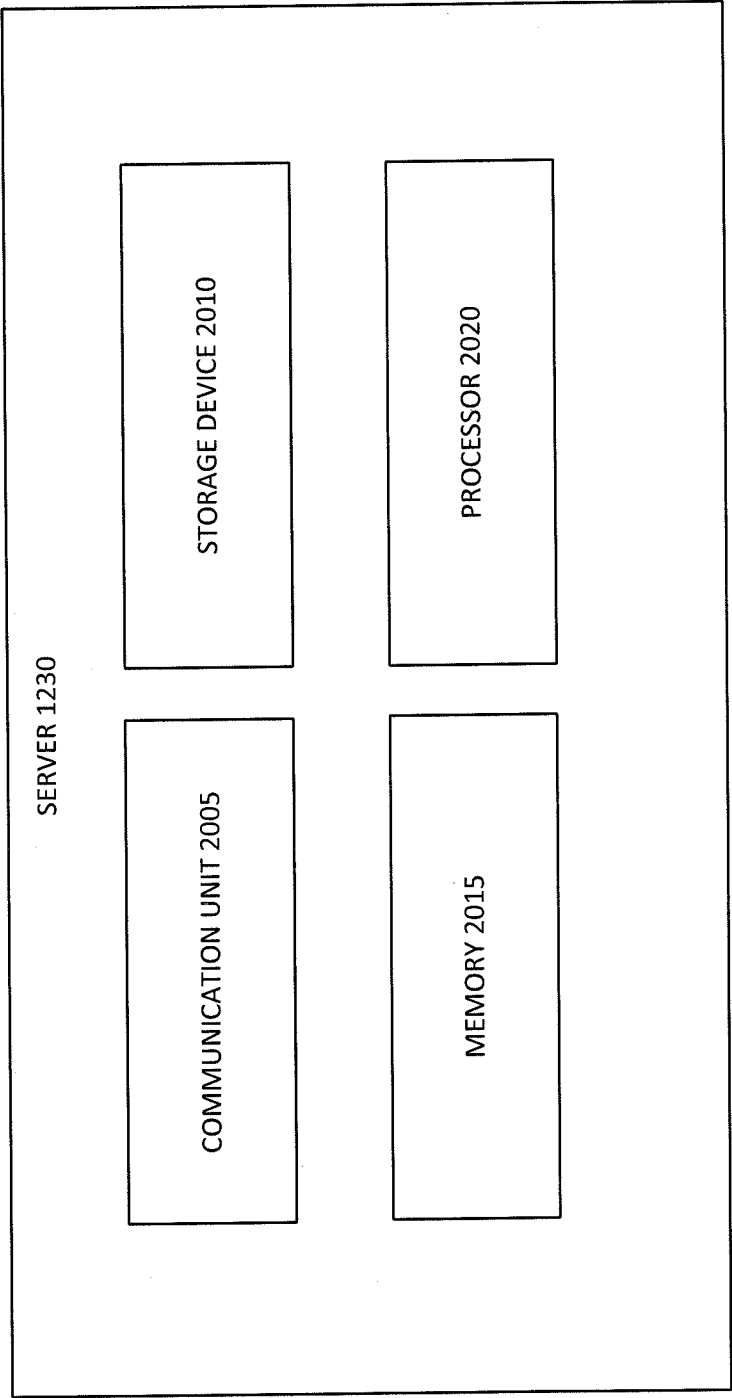 SERVER 1230
COMMUNICATION UNIT 2005
STORAGE DEVICE 2010
MEMORY 2015
PROCESSOR 2020